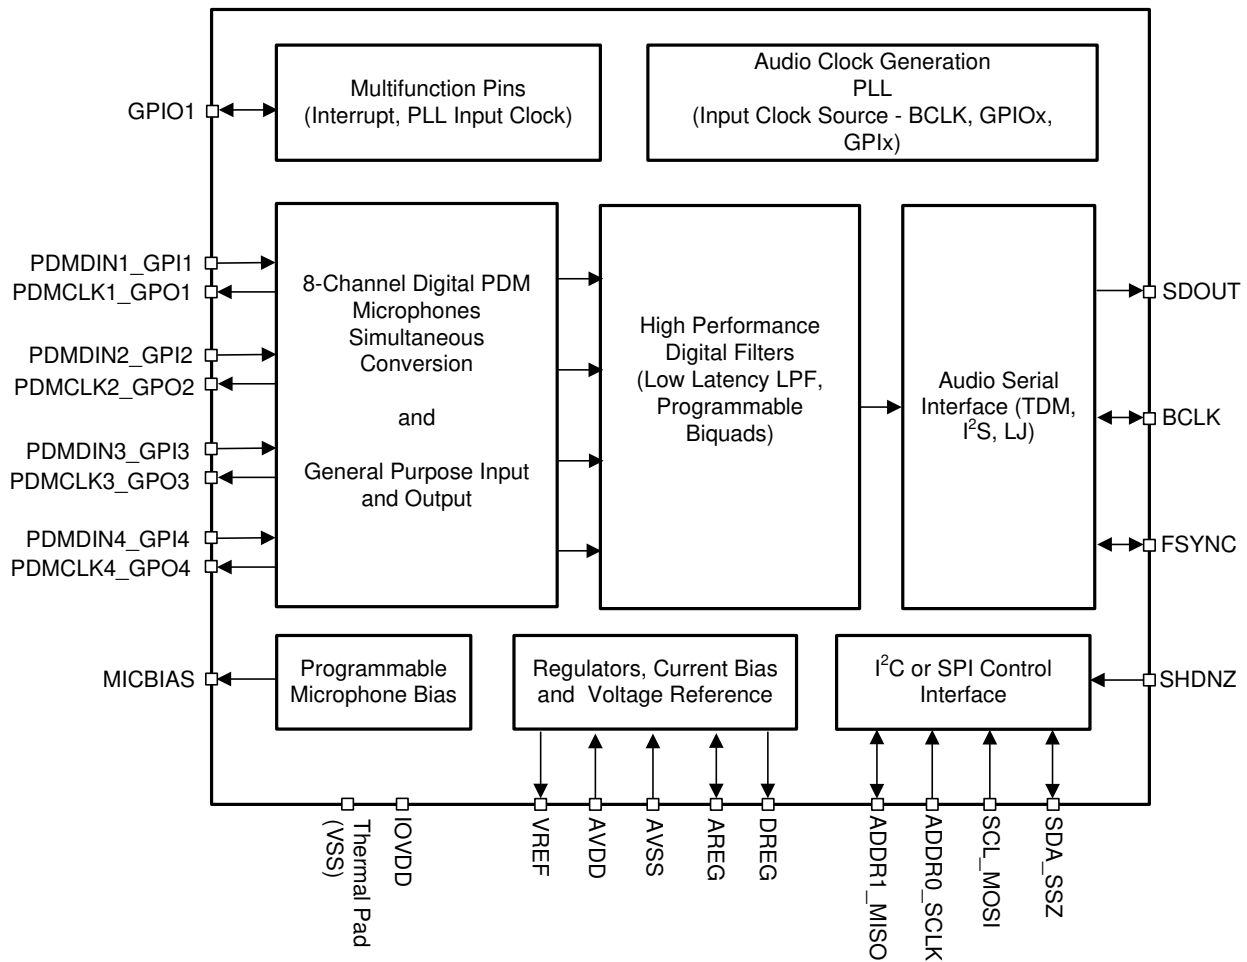 Multifunction Pins
(Interrupt, PLL Input Clock)
Audio Clock Generation
PLL
(Input Clock Source - BCLK, GPIOx,
GPIx)
GPIO1
PDMDIN1_GPI1
PDMCLK1_GPO1
PDMDIN2_GPI2
PDMCLK2_GPO2
PDMDIN3_GPI3
PDMCLK3_GPO3
PDMDIN4_GPI4
PDMCLK4_GPO4
8-Channel Digital PDM
Microphones
Simultaneous
Conversion
and
General Purpose Input
and Output
High Performance
Digital Filters
(Low Latency LPF,
Programmable
Biquads)
Audio Serial
Interface (TDM,
I²S, LJ)
SDOUT
BCLK
FSYNC
MICBIAS
Programmable
Microphone Bias
Regulators, Current Bias
and Voltage Reference
I²C or SPI Control
Interface
SHDNZ
Thermal Pad
(VSS)
IOVDD
VREF
AVDD
AVSS
AREG
DREG
ADDR1_MISO
ADDR0_SCLK
SCL_MOSI
SDA_SSZ